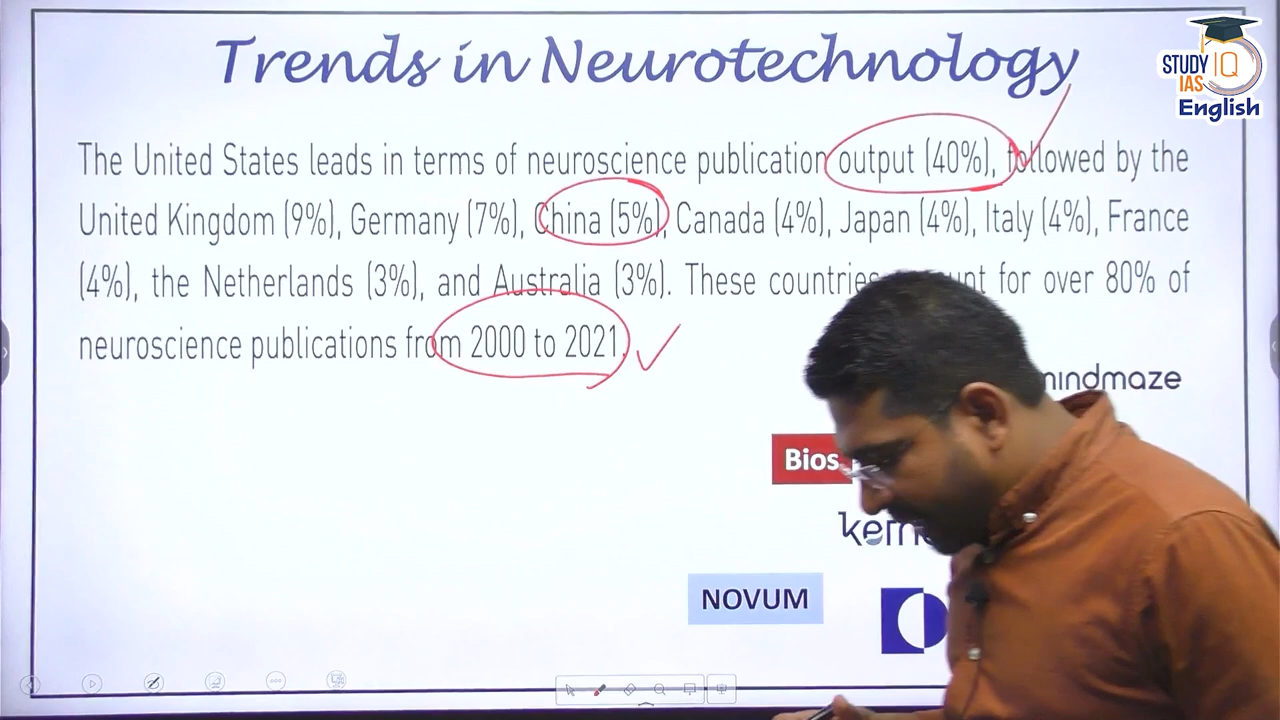 Trends in Neurotechnology
STUDY IQ
IAS
English
The United States leads in terms of neuroscience publication output (40%), followed by the
United Kingdom (9%), Germany (7%), China (5%), Canada (4%), Japan (4%), Italy (4%), France
(4%), the Netherlands (3%), and Australia (3%). These countries for over 80% of
neuroscience publications from 2000 to 2021.
mindmaze
Bios
NOVUM